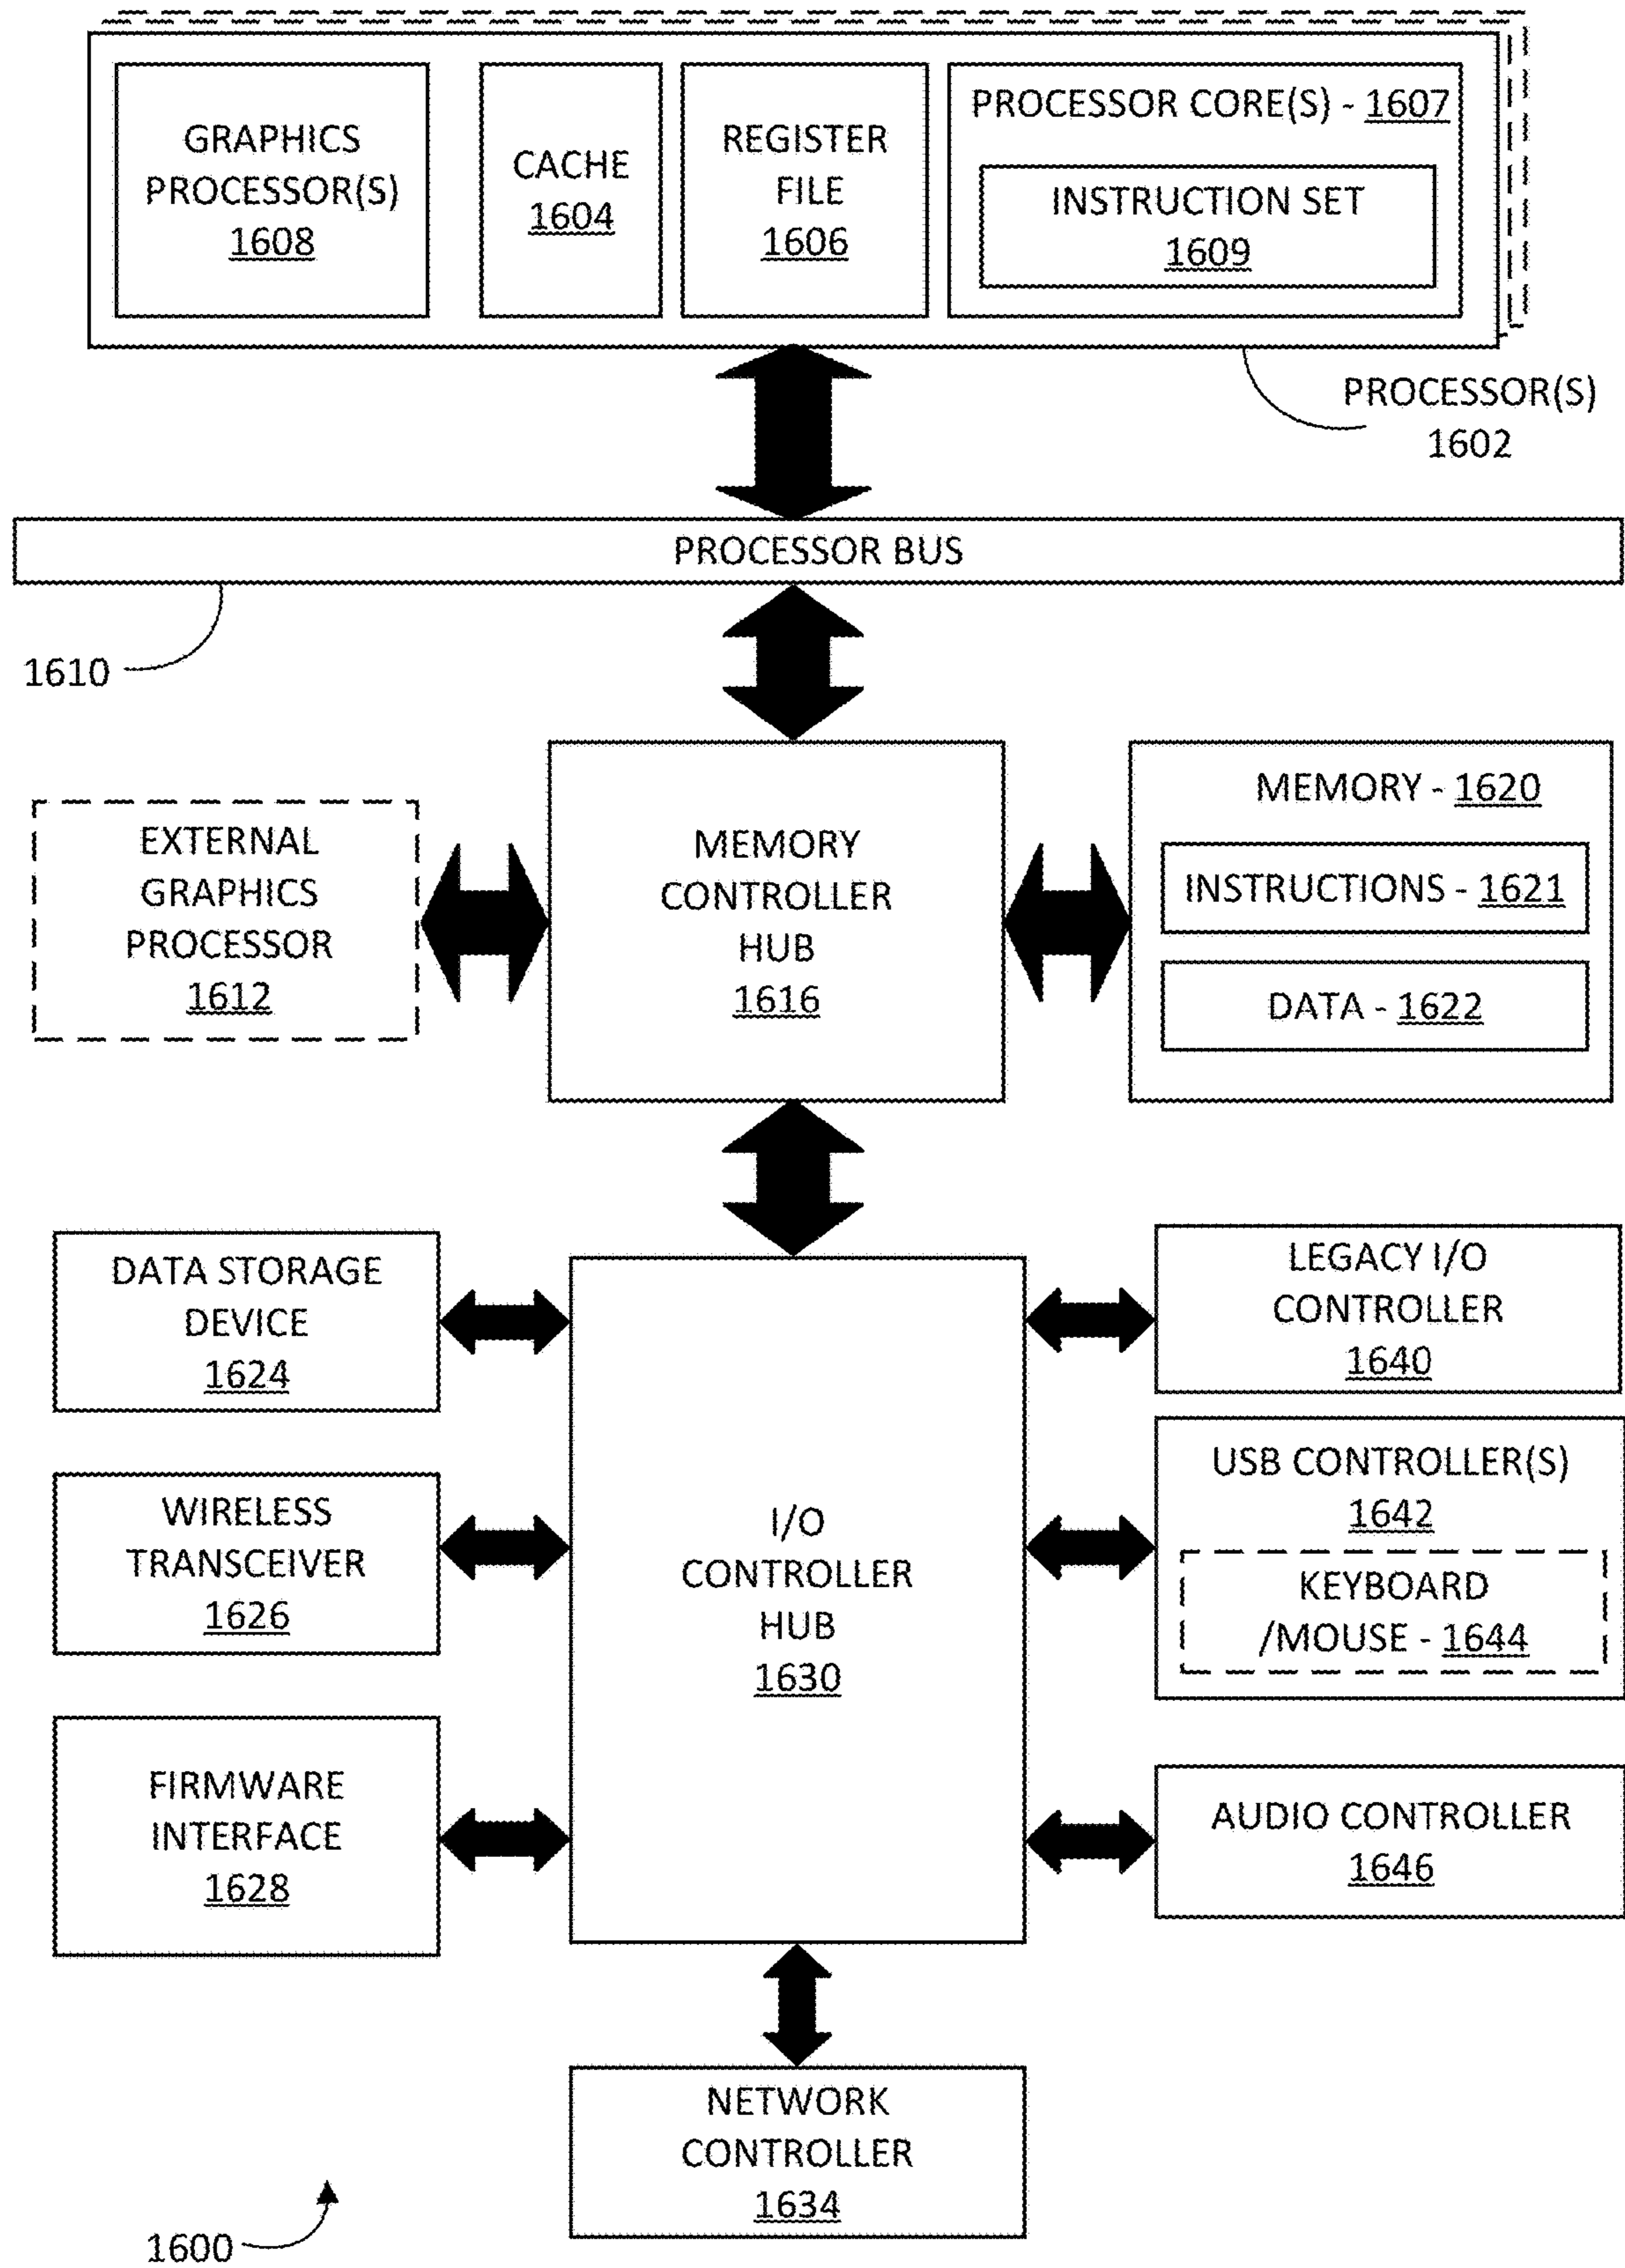 GRAPHICS
PROCESSOR(S)
1608
CACHE
1604
REGISTER
FILE
1606
PROCESSOR CORE(S) - 1607
INSTRUCTION SET
1609
PROCESSOR(S)
1602
PROCESSOR BUS
1610
EXTERNAL
GRAPHICS
PROCESSOR
1612
MEMORY
CONTROLLER
HUB
1616
MEMORY - 1620
INSTRUCTIONS - 1621
DATA - 1622
DATA STORAGE
DEVICE
1624
WIRELESS
TRANSCEIVER
1626
FIRMWARE
INTERFACE
1628
I/O
CONTROLLER
HUB
1630
LEGACY I/O
CONTROLLER
1640
USB CONTROLLER(S)
1642
KEYBOARD
/MOUSE - 1644
AUDIO CONTROLLER
1646
NETWORK
CONTROLLER
1634
1600